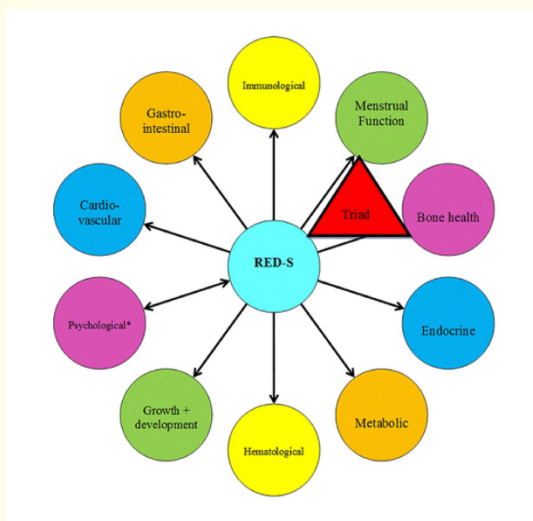 Immunological
Gastro-
intestinal
Menstrual
Function
Cardio-
vascular
Triad
Bone health
RED-S
Psychological*
Endocrine
Growth +
development
Metabolic
Hematological